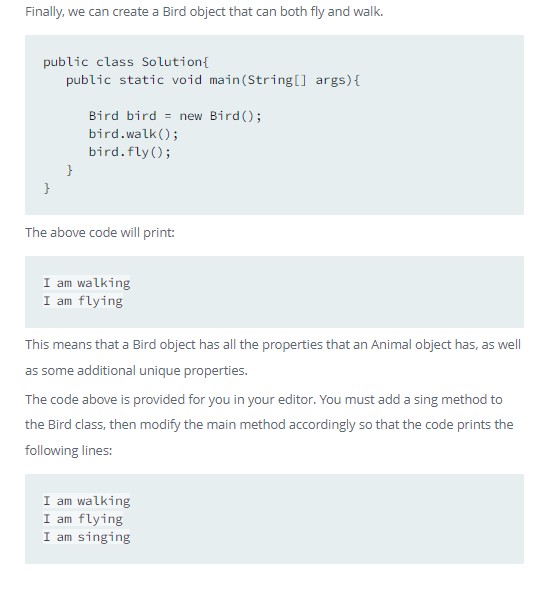 Finally, we can create a Bird object that can both fly and walk.
public class Solution{
public static void main(String[] args){
Bird bird = new Bird();
bird.walk();
bird.fly();
}
}
The above code will print:
I am walking
I am flying
This means that a Bird object has all the properties that an Animal object has, as well
as some additional unique properties.
The code above is provided for you in your editor. You must add a sing method to
the Bird class, then modify the main method accordingly so that the code prints the
following lines:
I am walking
I am flying
I am singing